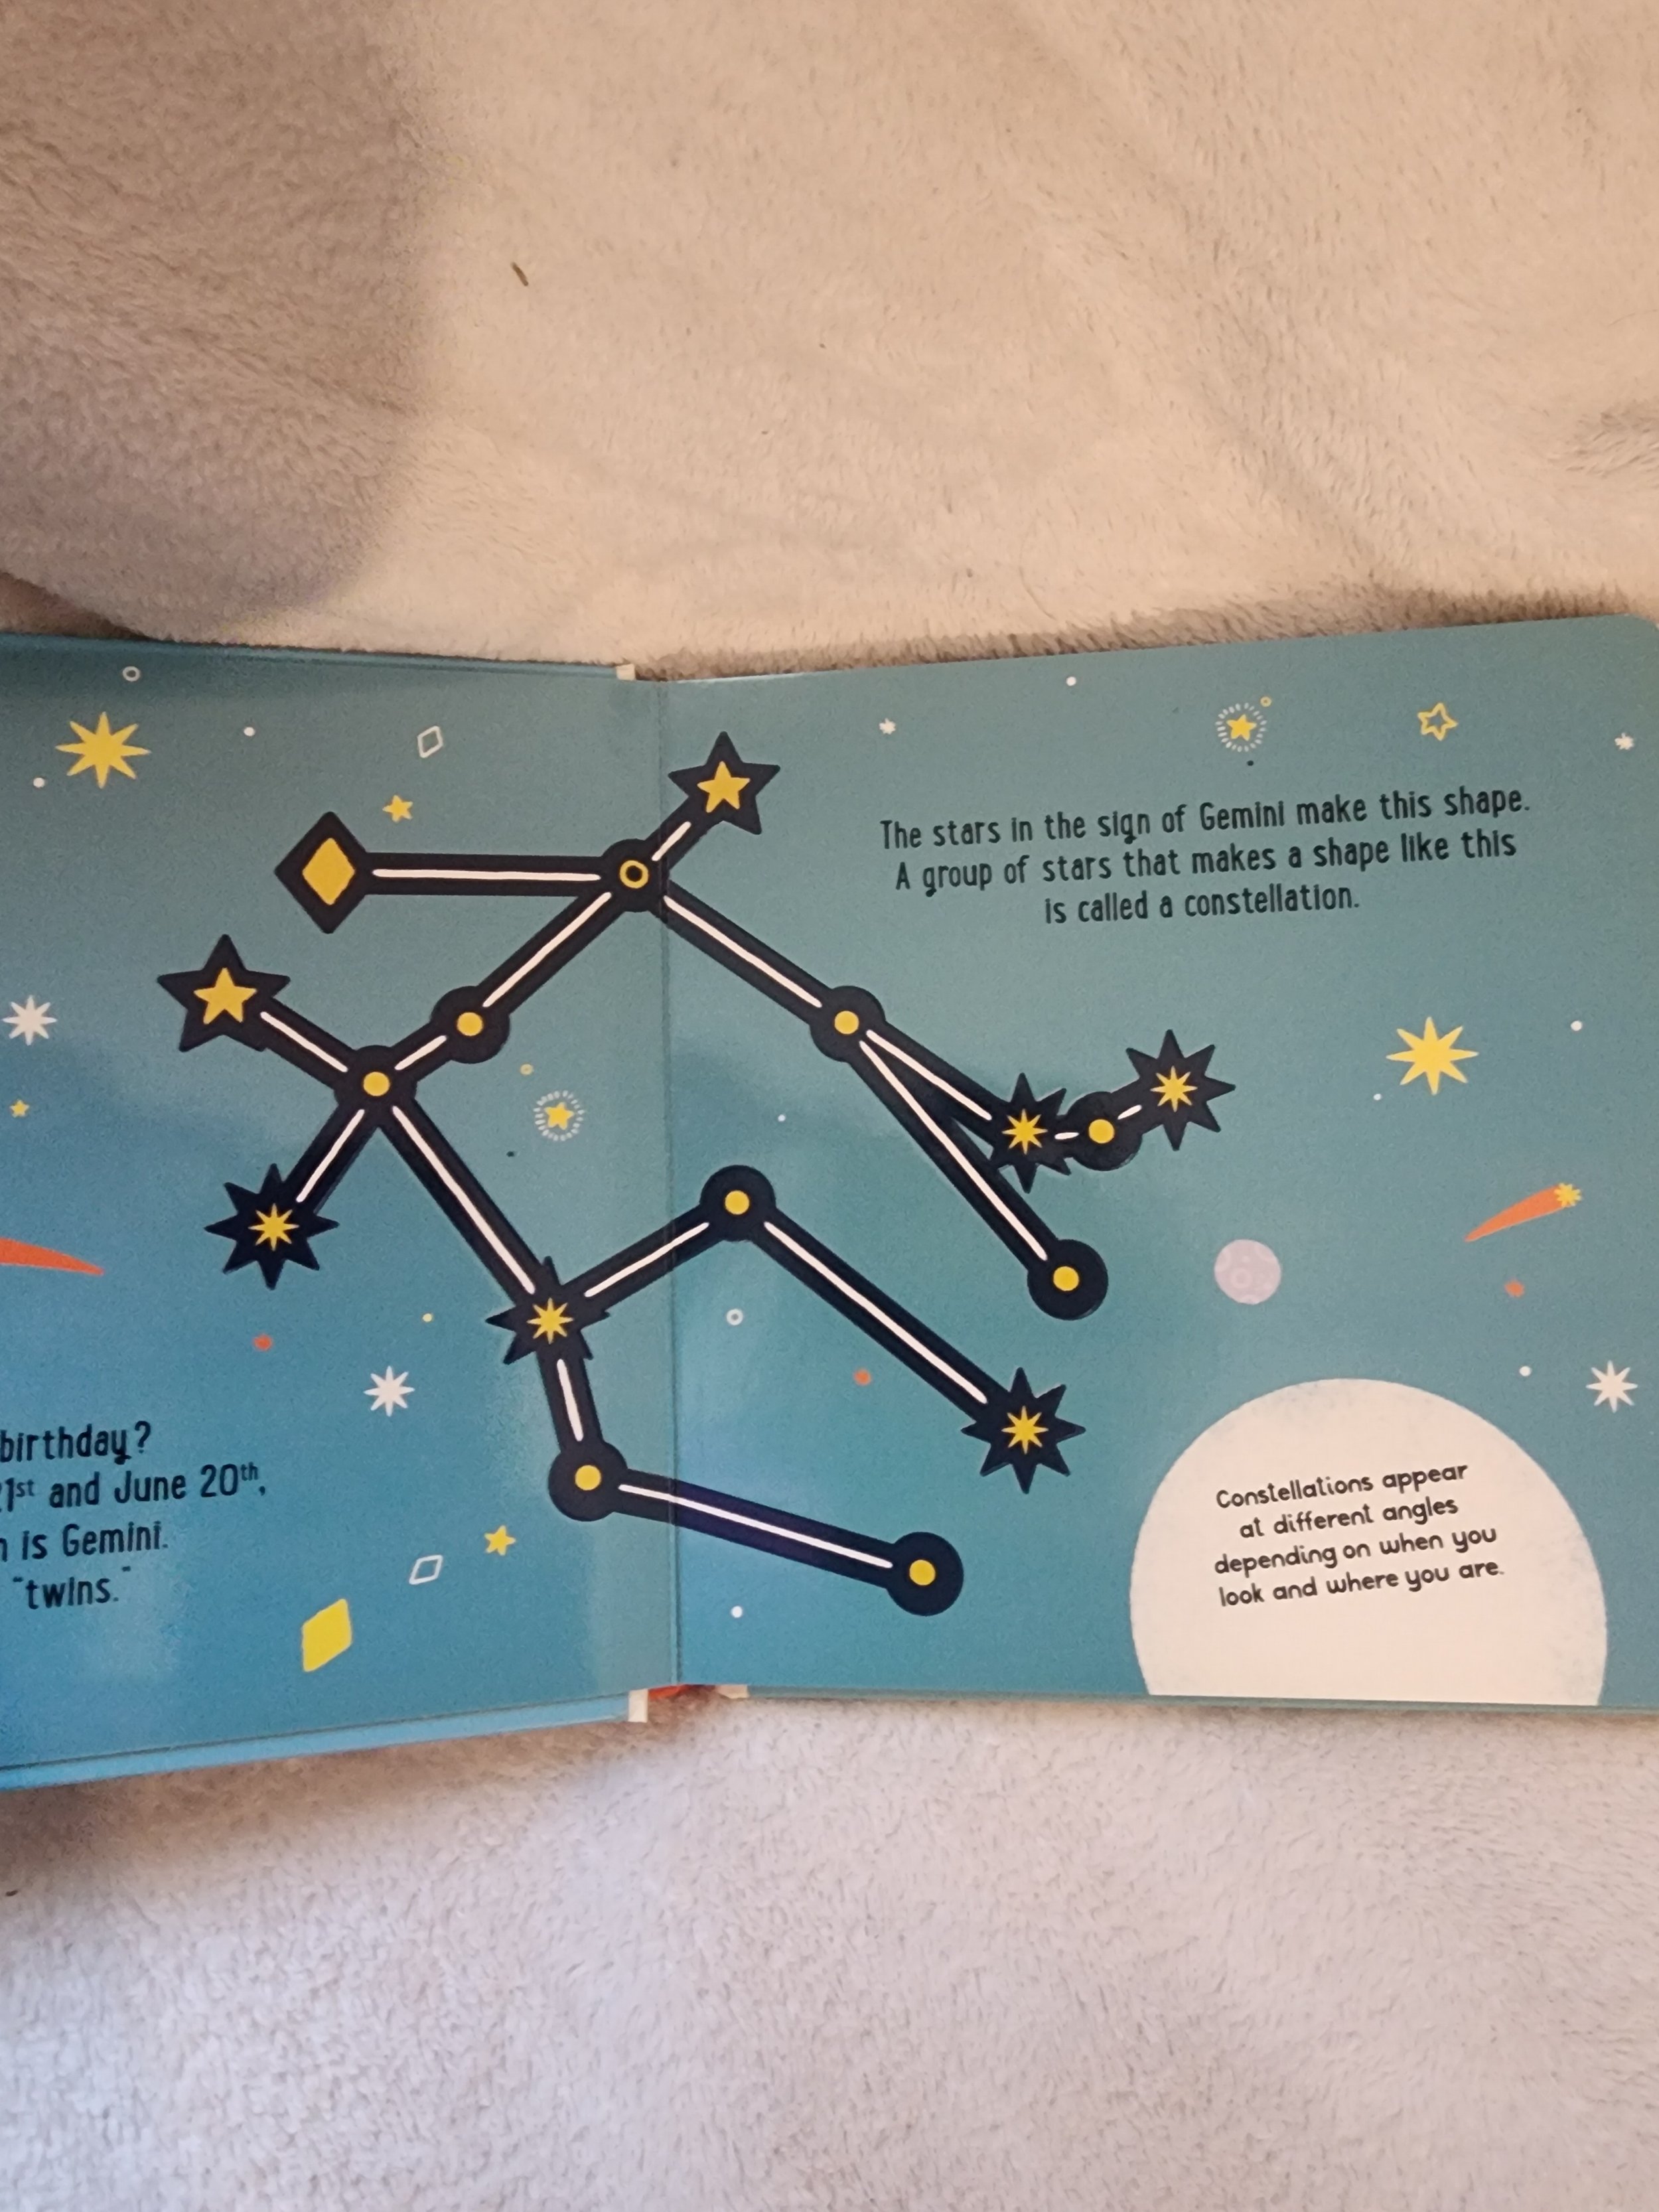 The stars in the sign of Gemini make this shape.
A group of stars that makes a shape like this
is called a constellation.
birthday?
1st and June 20th,
is Gemini.
"twins."
Constellations appear
at different angles
depending on when you
look and where you are.